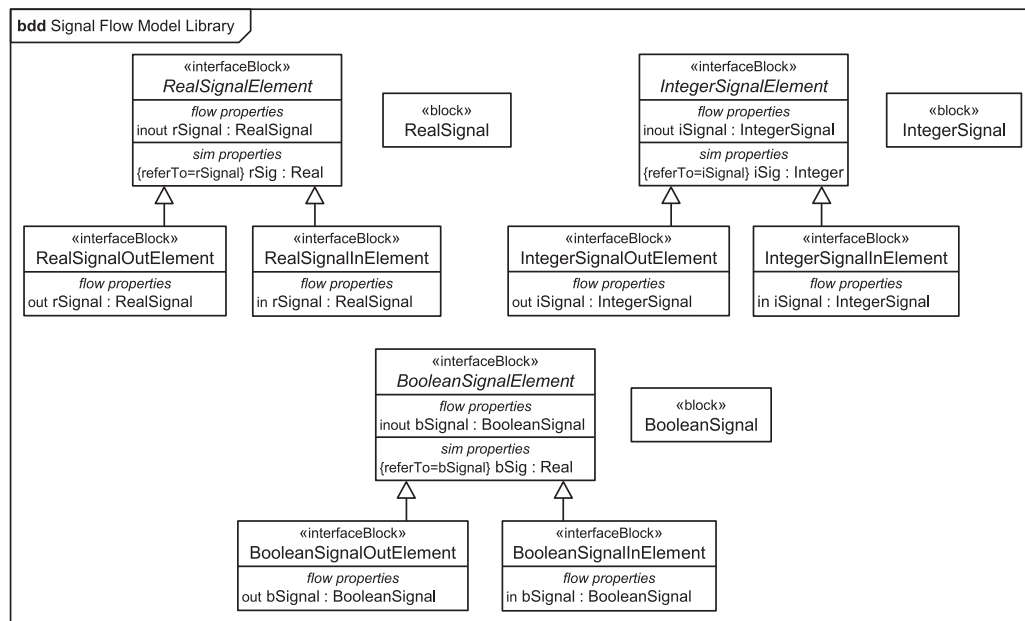 bdd Signal Flow Model Library
«interfaceBlock»
RealSignalElement
flow properties
inout rSignal : RealSignal
sim properties
{referTo=rSignal} rSig : Real
«block»
RealSignal
«interfaceBlock»
IntegerSignalElement
flow properties
inout iSignal : IntegerSignal
sim properties
{referTo=iSignal} iSig : Integer
«block»
IntegerSignal
«interfaceBlock»
RealSignalOutElement
flow properties
out rSignal : RealSignal
«interfaceBlock»
RealSignalInElement
flow properties
in rSignal : RealSignal
«interfaceBlock»
IntegerSignalOutElement
flow properties
out iSignal : IntegerSignal
«interfaceBlock»
IntegerSignalInElement
flow properties
in iSignal : IntegerSignal
«interfaceBlock»
BooleanSignalElement
flow properties
inout bSignal : BooleanSignal
sim properties
{referTo=bSignal} bSig : Real
«block»
BooleanSignal
«interfaceBlock»
BooleanSignalOutElement
flow properties
out bSignal : BooleanSignal
«interfaceBlock»
BooleanSignalInElement
flow properties
in bSignal : BooleanSignal